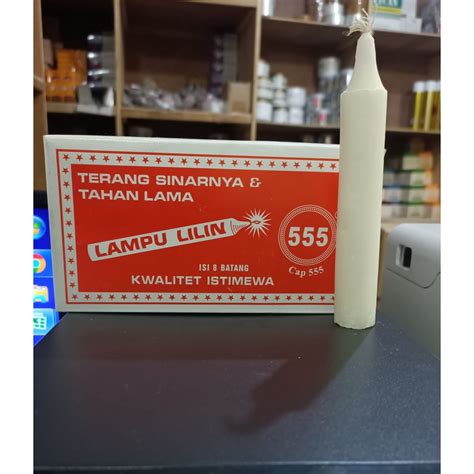 TERANG SINARNYA &
TAHAN LAMA
LAMPU LILIN
555
ISI 8 BATANG
Cap 555
KWALITET ISTIMEWA